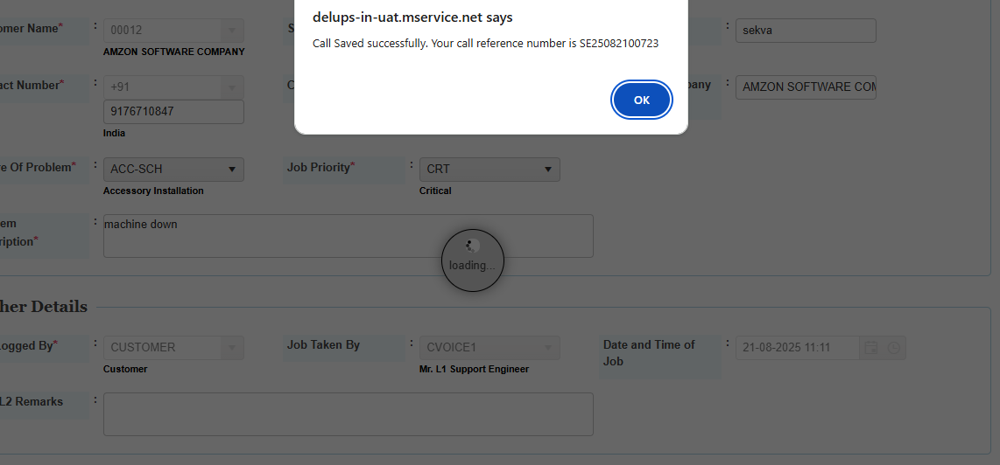 delups-in-uat.mservice.net says
Call Saved successfully. Your call reference number is SE25082100723
OK
omer Name* : 00012 S : sekva
AMZON SOFTWARE COMPANY
act Number* : +91 C pany : AMZON SOFTWARE COM
9176710847
India
e Of Problem* : ACC-SCH Job Priority* : CRT
Accessory Installation Critical
em : machine down
ription*
loading...
her Details
ogged By* : CUSTOMER Job Taken By : CVOICE1 Date and Time of : 21-08-2025 11:11
Job
Customer Mr. L1 Support Engineer
L2 Remarks :